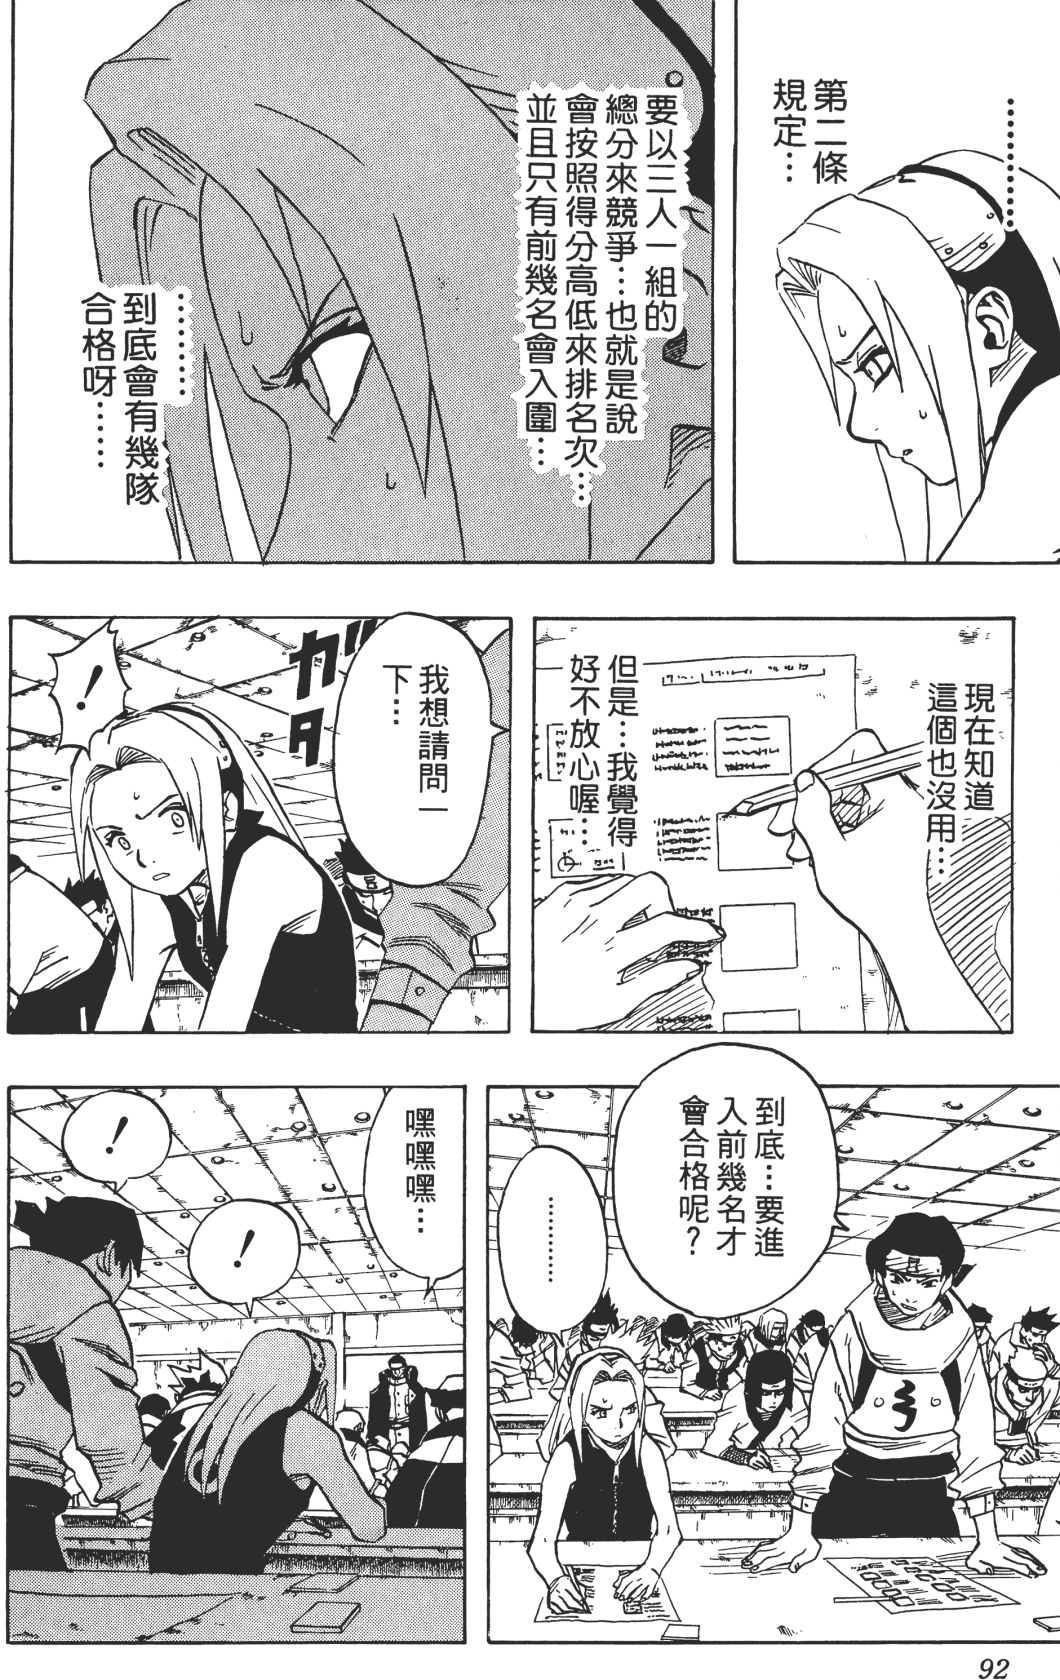 …………
第二條
規定…
要以三人一組的
總分來競爭…也就是說
會按照得分高低來排名次…
並且只有前幾名會入圍…
………
到底會有幾隊
合格呀……
現在知道
這個也沒用…
但是…我覺得
好不放心喔…
我想請問一
下…
ガタ
！
到底…要進
入前幾名才
會合格呢？
………
嘿嘿嘿…
！
！
92